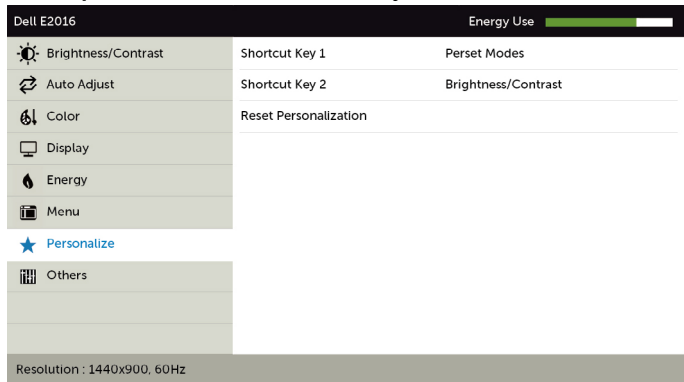 Dell E2016 Energy Use
Brightness/Contrast Shortcut Key 1 Perset Modes
Auto Adjust Shortcut Key 2 Brightness/Contrast
Color Reset Personalization
Display
Energy
Menu
Personalize
Others
Resolution : 1440x900, 60Hz